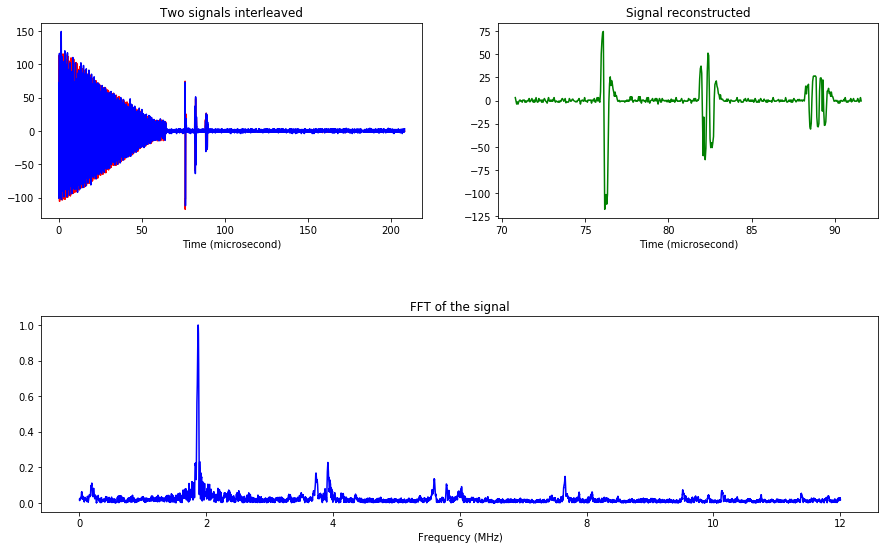 Two signals interleaved
150
100
50
0
−50
−100
0 50 100 150 200
Time (microsecond)
Signal reconstructed
75
50
25
0
−25
−50
−75
−100
−125
70 75 80 85 90
Time (microsecond)
FFT of the signal
1.0
0.8
0.6
0.4
0.2
0.0
0 2 4 6 8 10 12
Frequency (MHz)